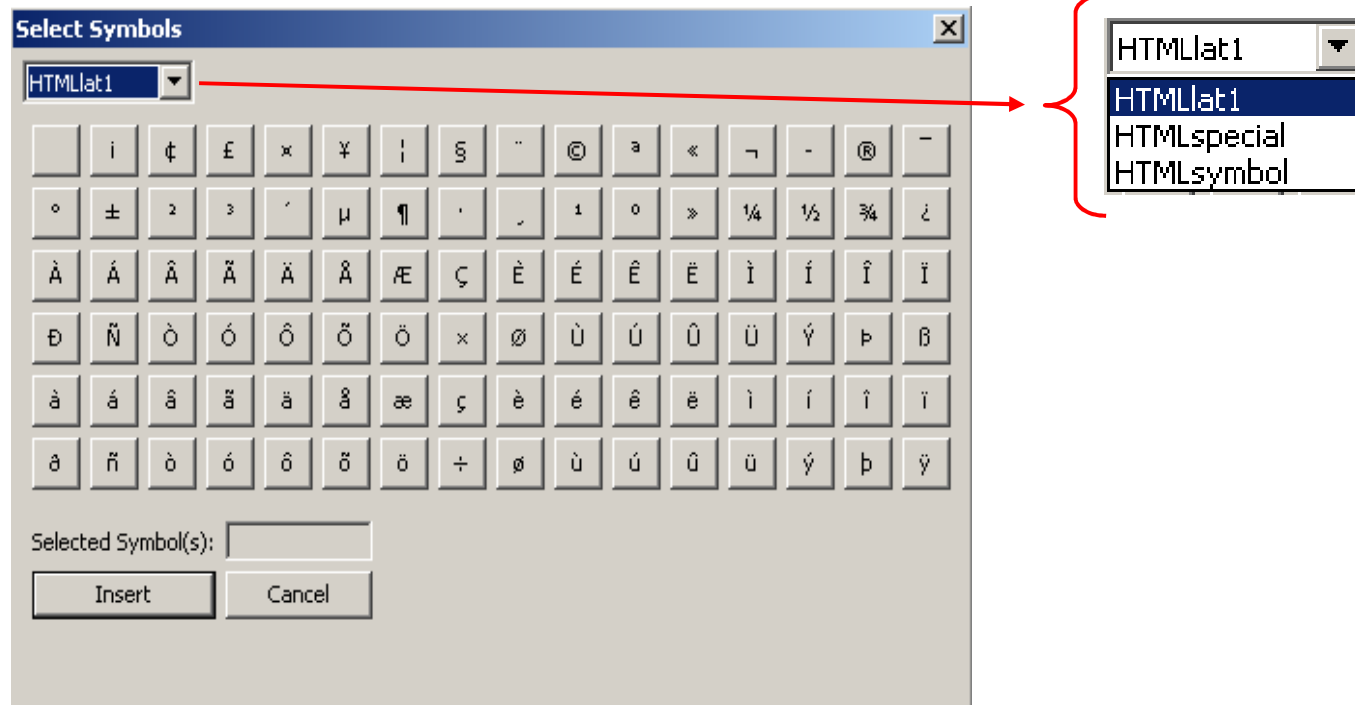 Select Symbols
HTMLlat1
¡ ¢ £ ¤ ¥ ¦ § ¨ © ª « ¬ - ® ¯
° ± ² ³ ´ µ ¶ · ¸ ¹ º » ¼ ½ ¾ ¿
À Á Â Ã Ä Å Æ Ç È É Ê Ë Ì Í Î Ï
Ð Ñ Ò Ó Ô Õ Ö × Ø Ù Ú Û Ü Ý Þ ß
à á â ã ä å æ ç è é ê ë ì í î ï
ð ñ ò ó ô õ ö ÷ ø ù ú û ü ý þ ÿ
Selected Symbol(s):
Insert Cancel
HTMLlat1
HTMLlat1
HTMLspecial
HTMLsymbol